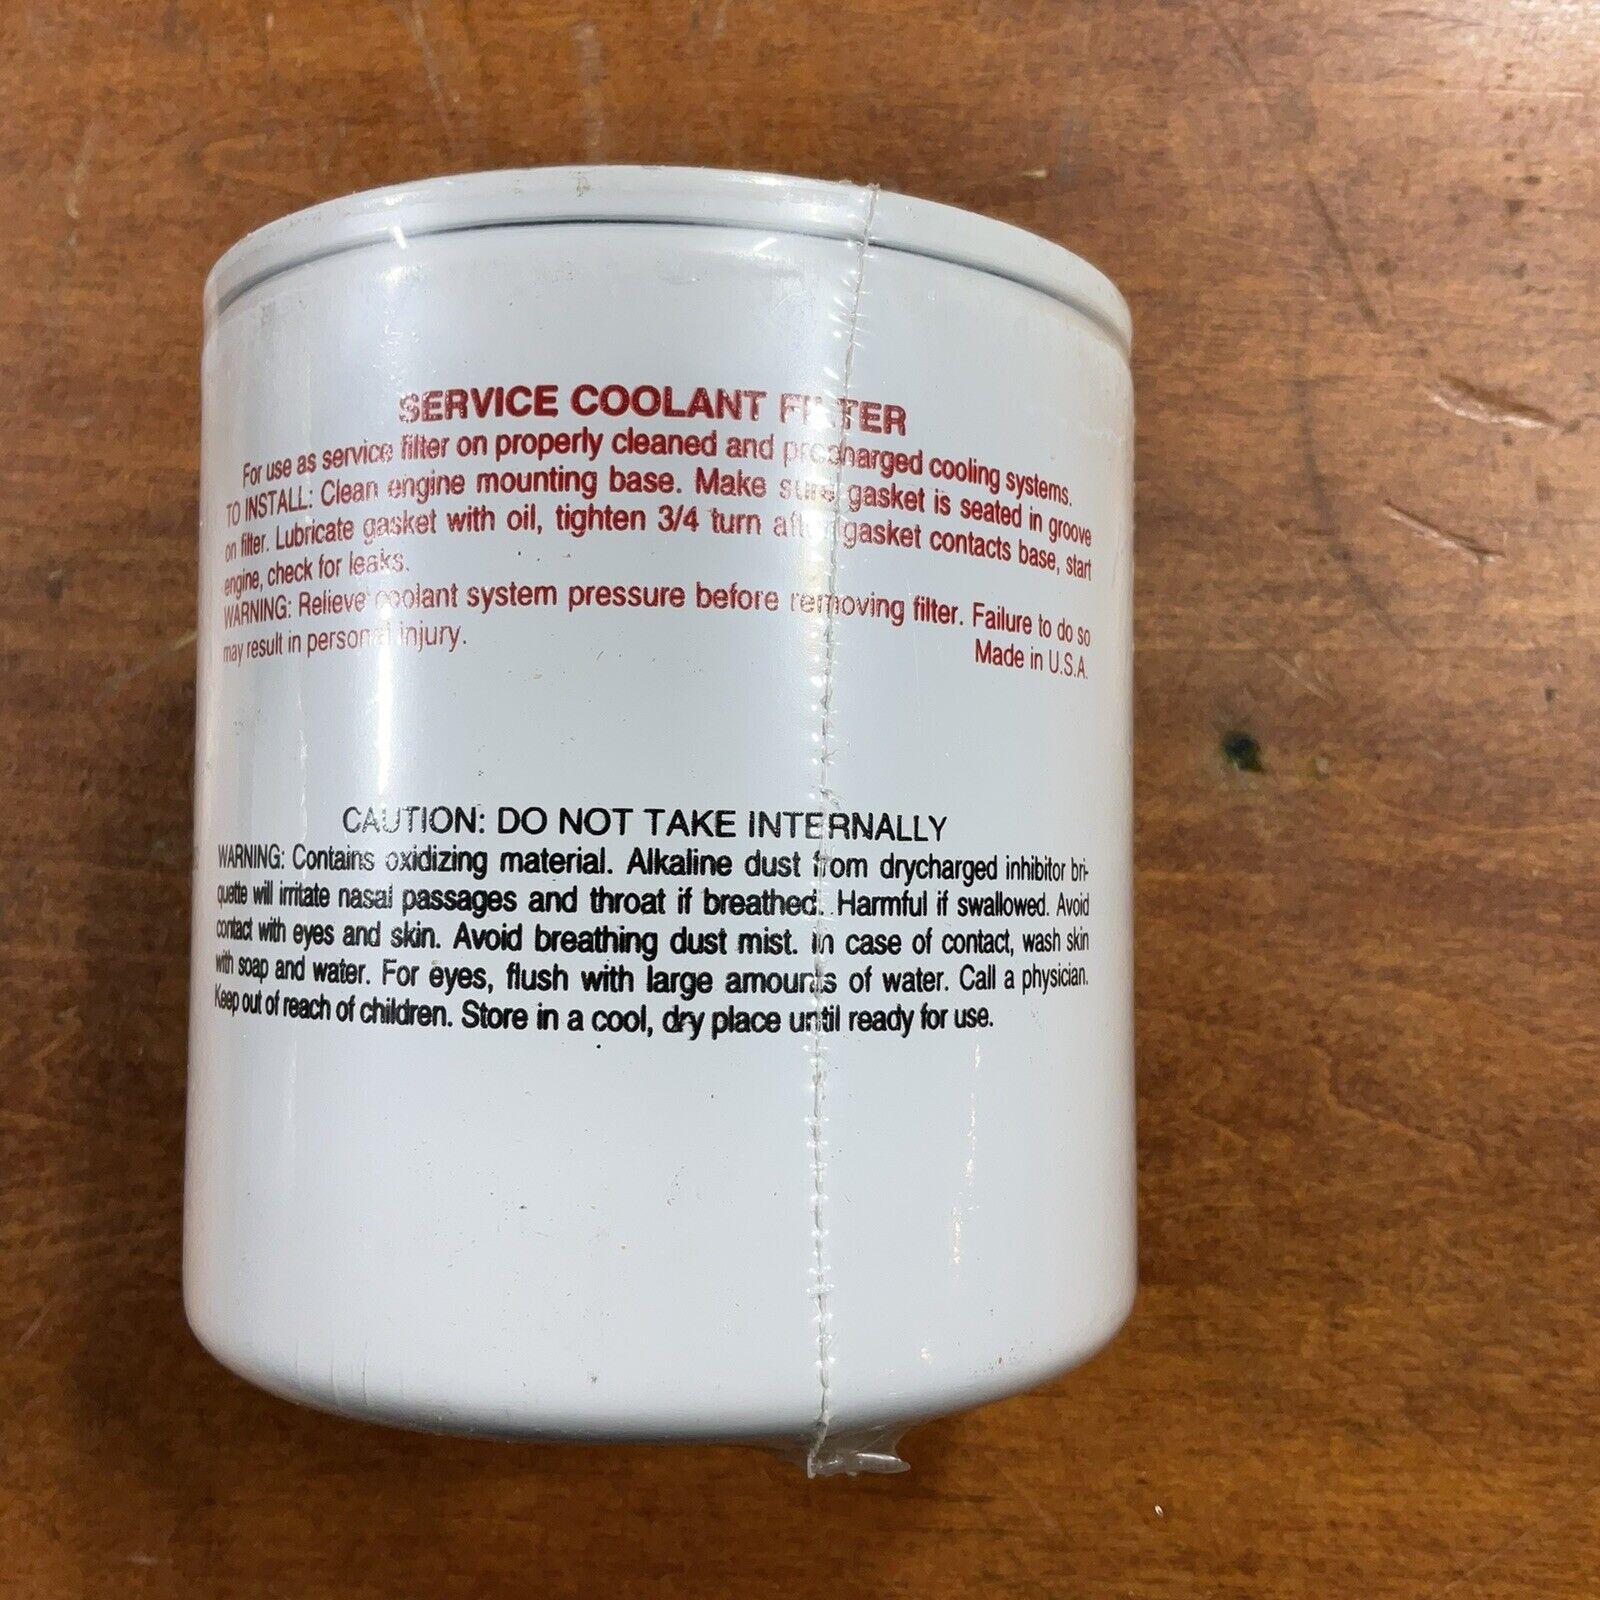 SERVICE COOLANT FILTER
For use as service filter on properly cleaned and precharged cooling systems.
TO INSTALL: Clean engine mounting base. Make sure gasket is seated in groove
on filter. Lubricate gasket with oil, tighten 3/4 turn after gasket contacts base, start
engine, check for leaks.
WARNING: Relieve coolant system pressure before removing filter. Failure to do so
may result in personal injury.
Made in U.S.A.
CAUTION: DO NOT TAKE INTERNALLY
WARNING: Contains oxidizing material. Alkaline dust from drycharged inhibitor bri-
quette will irritate nasal passages and throat if breathed. Harmful if swallowed. Avoid
contact with eyes and skin. Avoid breathing dust mist. In case of contact, wash skin
with soap and water. For eyes, flush with large amounts of water. Call a physician.
Keep out of reach of children. Store in a cool, dry place until ready for use.